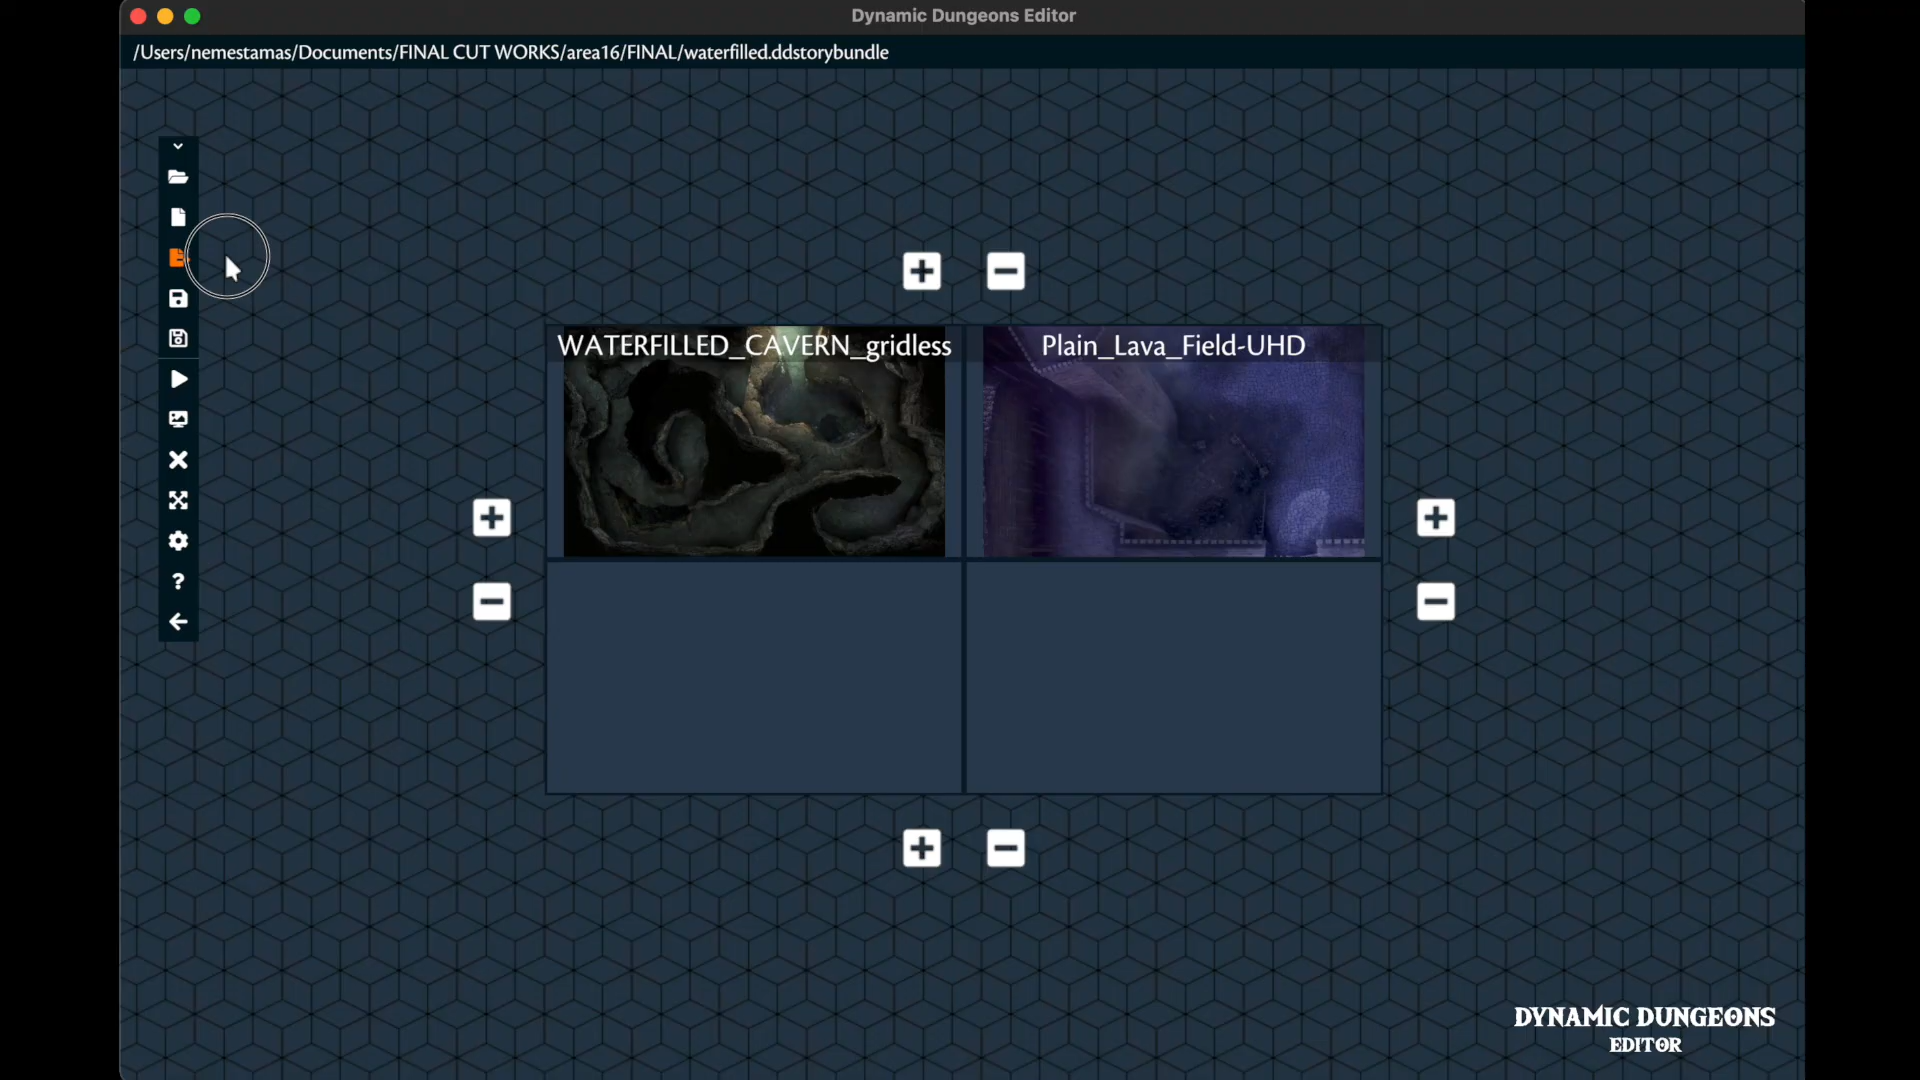 Dynamic Dungeons Editor
/Users/nemestamas/Documents/FINAL CUT WORKS/area16/FINAL/waterfilled.ddstorybundle
WATERFILLED_CAVERN_gridless
Plain_Lava_Field-UHD
DYNAMIC DUNGEONS
EDITOR